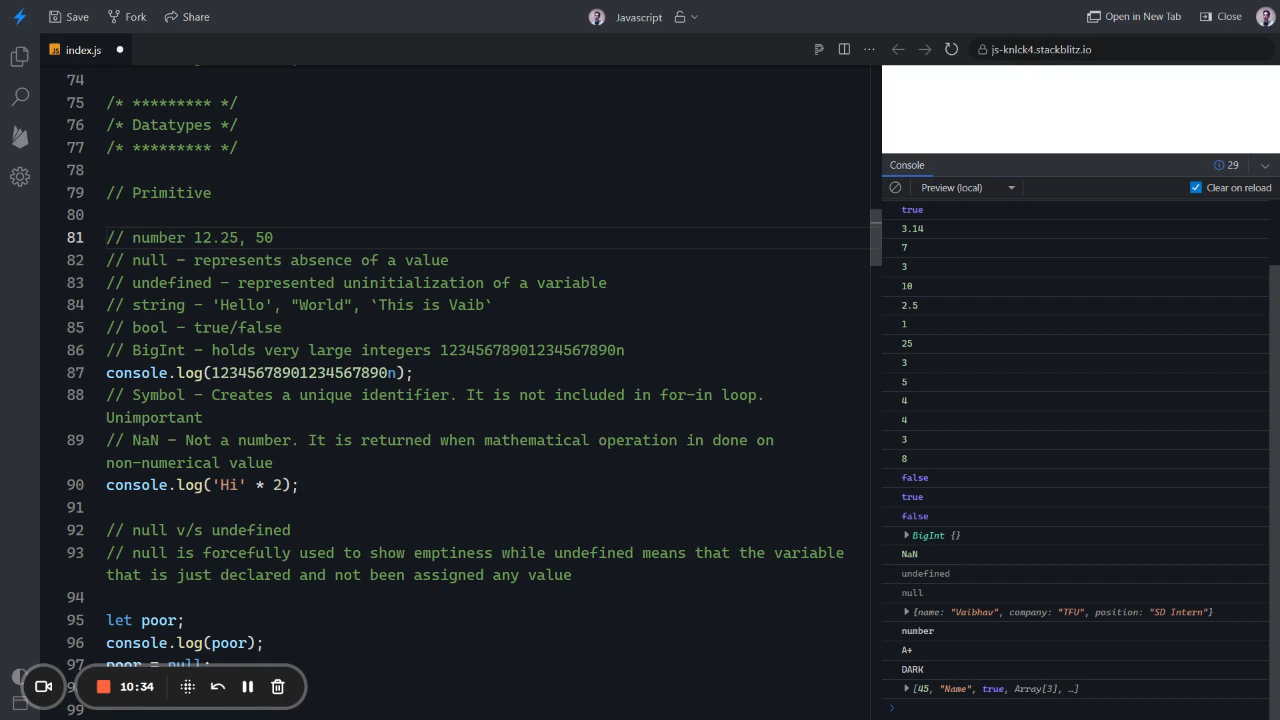 Save Fork Share Javascript Open in New Tab Close
JS index.js js-knlck4.stackblitz.io
74
75 /* ********* */
76 /* Datatypes */
77 /* ********* */
78
79 // Primitive
80
81 // number 12.25, 50
82 // null - represents absence of a value
83 // undefined - represented uninitialization of a variable
84 // string - 'Hello', "World", `This is Vaib`
85 // bool - true/false
86 // BigInt - holds very large integers 12345678901234567890n
87 console.log(12345678901234567890n);
88 // Symbol - Creates a unique identifier. It is not included in for-in loop.
Unimportant
89 // NaN - Not a number. It is returned when mathematical operation in done on
non-numerical value
90 console.log('Hi' * 2);
91
92 // null v/s undefined
93 // null is forcefully used to show emptiness while undefined means that the variable
that is just declared and not been assigned any value
94
95 let poor;
96 console.log(poor);
97 poor = null;
99
10:34
Console 29
Preview (local) Clear on reload
true
3.14
7
3
10
2.5
1
25
3
5
4
4
3
8
false
true
false
BigInt {}
NaN
undefined
null
{name: "Vaibhav", company: "TFU", position: "SD Intern"}
number
A+
DARK
[45, "Name", true, Array[3], …]